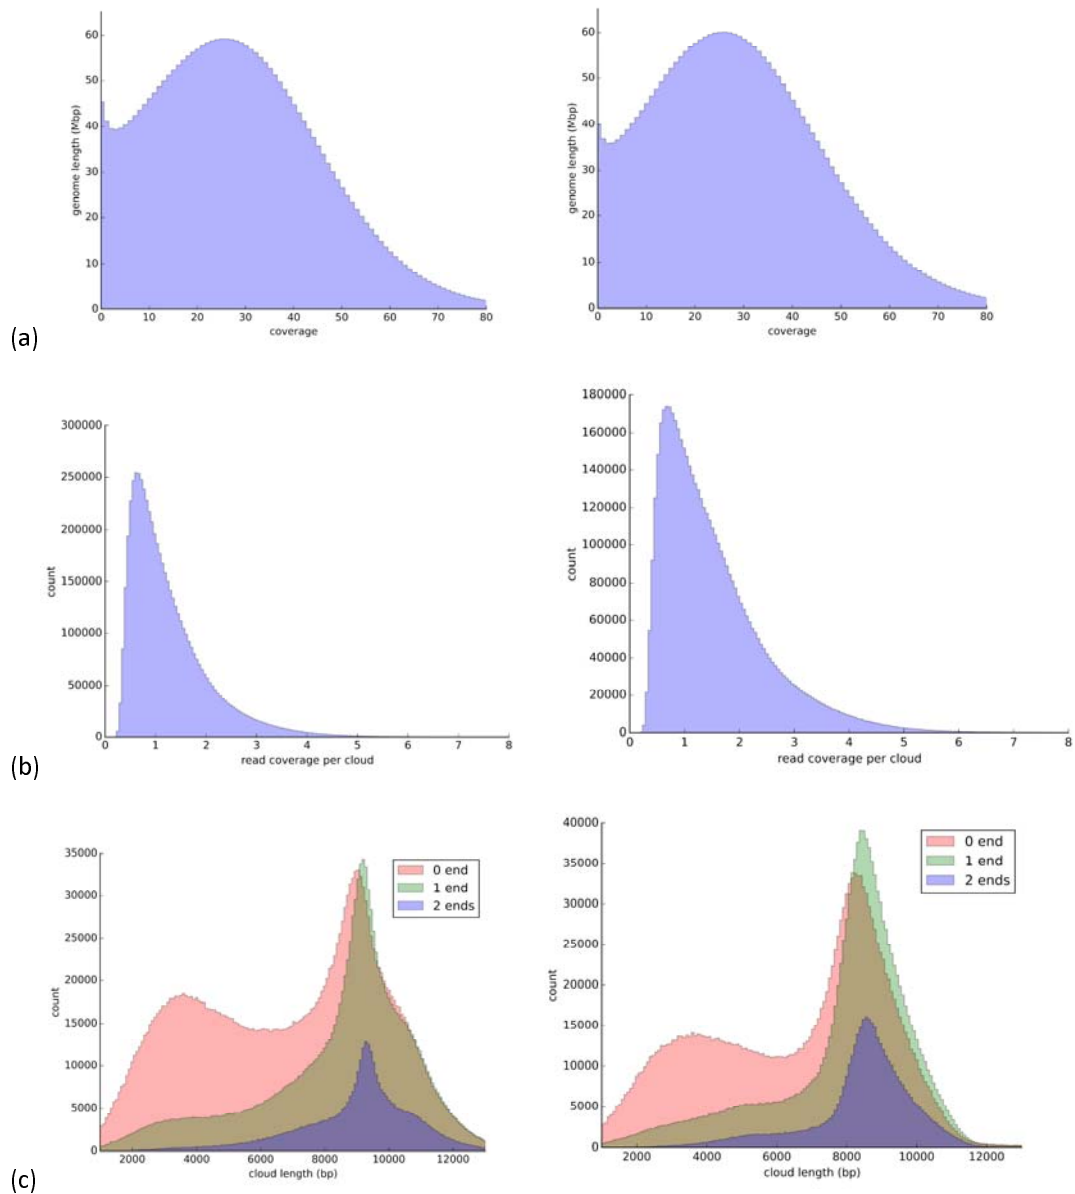 60
50
40
30
20
10
0
genome length (Mbp)
0 10 20 30 40 50 60 70 80
coverage
60
50
40
30
20
10
0
genome length (Mbp)
0 10 20 30 40 50 60 70 80
coverage
(a)
300000
250000
200000
150000
100000
50000
0
count
0 1 2 3 4 5 6 7 8
read coverage per cloud
180000
160000
140000
120000
100000
80000
60000
40000
20000
0
count
0 1 2 3 4 5 6 7 8
read coverage per cloud
(b)
35000
30000
25000
20000
15000
10000
5000
0
count
0 end
1 end
2 ends
2000 4000 6000 8000 10000 12000
cloud length (bp)
40000
35000
30000
25000
20000
15000
10000
5000
0
count
0 end
1 end
2 ends
2000 4000 6000 8000 10000 12000
cloud length (bp)
(c)